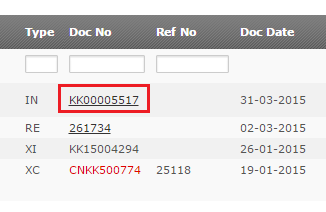 Type Doc No Ref No Doc Date
IN KK00005517 31-03-2015
RE 261734 02-03-2015
XI KK15004294 26-01-2015
XC CNKK500774 25118 19-01-2015